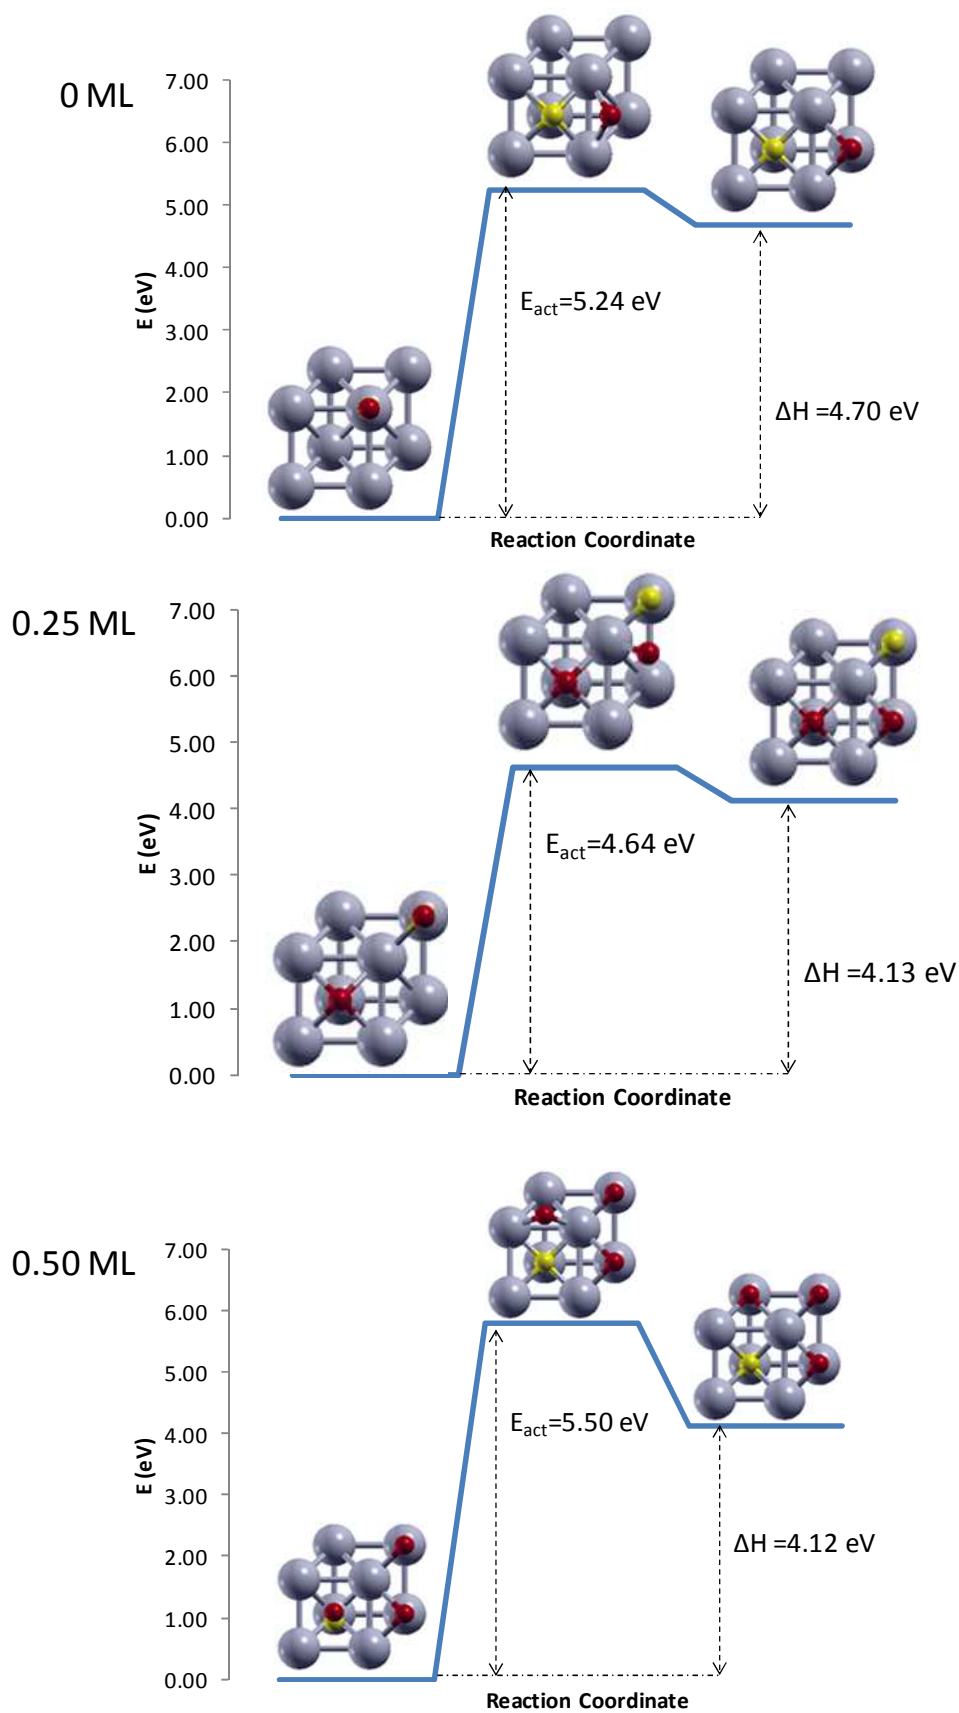 0 ML
7.00
6.00
5.00
4.00
3.00
2.00
1.00
0.00
E (eV)
Eact=5.24 eV
ΔH =4.70 eV
Reaction Coordinate
0.25 ML
7.00
6.00
5.00
4.00
3.00
2.00
1.00
0.00
E (eV)
Eact=4.64 eV
ΔH =4.13 eV
Reaction Coordinate
0.50 ML
7.00
6.00
5.00
4.00
3.00
2.00
1.00
0.00
E (eV)
Eact=5.50 eV
ΔH =4.12 eV
Reaction Coordinate